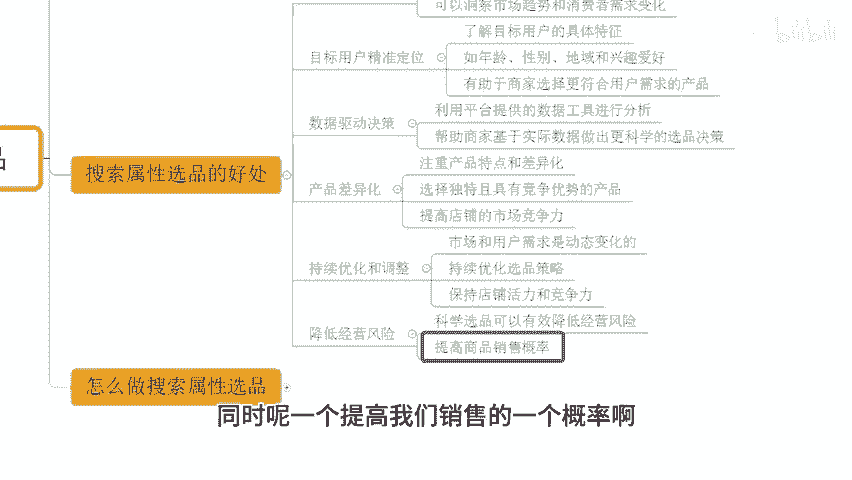 可以洞察市场趋势和消费者需求变化
了解目标用户的具体特征
目标用户精准定位
如年龄、性别、地域和兴趣爱好
有助于商家选择更符合用户需求的产品
利用平台提供的数据工具进行分析
数据驱动决策
帮助商家基于实际数据做出更科学的选品决策
品
搜索属性选品的好处
注重产品特点和差异化
产品差异化
选择独特且具有竞争优势的产品
提高店铺的市场竞争力
市场和用户需求是动态变化的
持续优化和调整
持续优化选品策略
保持店铺活力和竞争力
科学选品可以有效降低经营风险
降低经营风险
提高商品销售概率
怎么做搜索属性选品
同时呢一个提高我们销售的一个概率啊